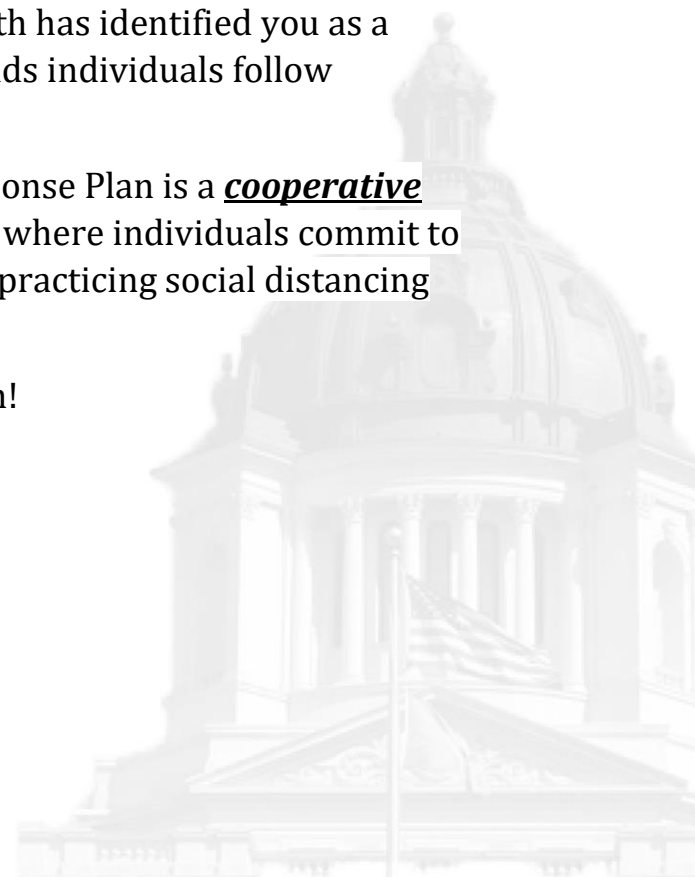 th has identified you as a
ds individuals follow
onse Plan is a cooperative
where individuals commit to
practicing social distancing
!